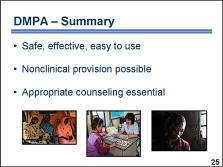 DMPA – Summary
• Safe, effective, easy to use
• Nonclinical provision possible
• Appropriate counseling essential
25